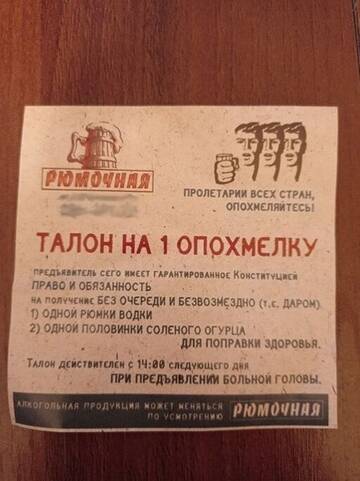 РЮМОЧНАЯ
ПРОЛЕТАРИИ ВСЕХ СТРАН,
ОПОХМЕЛЯЙТЕСЬ!
ТАЛОН НА 1 ОПОХМЕЛКУ
ПРЕДЪЯВИТЕЛЬ СЕГО ИМЕЕТ ГАРАНТИРОВАННОЕ КОНСТИТУЦИЕЙ
ПРАВО И ОБЯЗАННОСТЬ
НА ПОЛУЧЕНИЕ БЕЗ ОЧЕРЕДИ И БЕЗВОЗМЕЗДНО (Т.Е. ДАРОМ)
1) ОДНОЙ РЮМКИ ВОДКИ
2) ОДНОЙ ПОЛОВИНКИ СОЛЕНОГО ОГУРЦА
ДЛЯ ПОПРАВКИ ЗДОРОВЬЯ.
ТАЛОН ДЕЙСТВИТЕЛЕН С 14:00 СЛЕДУЮЩЕГО ДНЯ
ПРИ ПРЕДЪЯВЛЕНИИ БОЛЬНОЙ ГОЛОВЫ.
АЛКОГОЛЬНАЯ ПРОДУКЦИЯ МОЖЕТ МЕНЯТЬСЯ
ПО УСМОТРЕНИЮ
РЮМОЧНАЯ